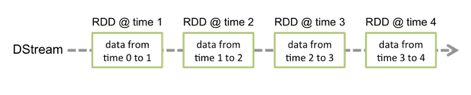 RDD @ time 1 RDD @ time 2 RDD @ time 3 RDD @ time 4
DStream data from data from data from data from
time 0 to 1 time 1 to 2 time 2 to 3 time 3 to 4